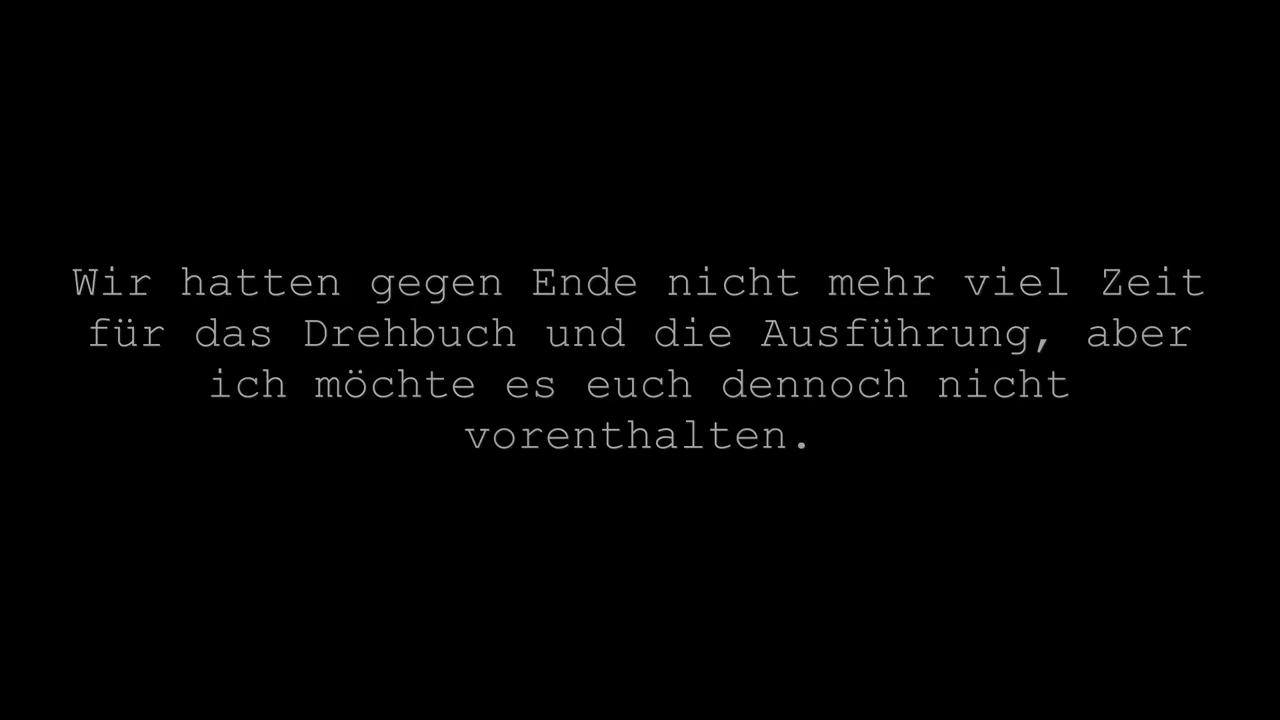 Wir hatten gegen Ende nicht mehr viel Zeit
für das Drehbuch und die Ausführung, aber
ich möchte es euch dennoch nicht
vorenthalten.